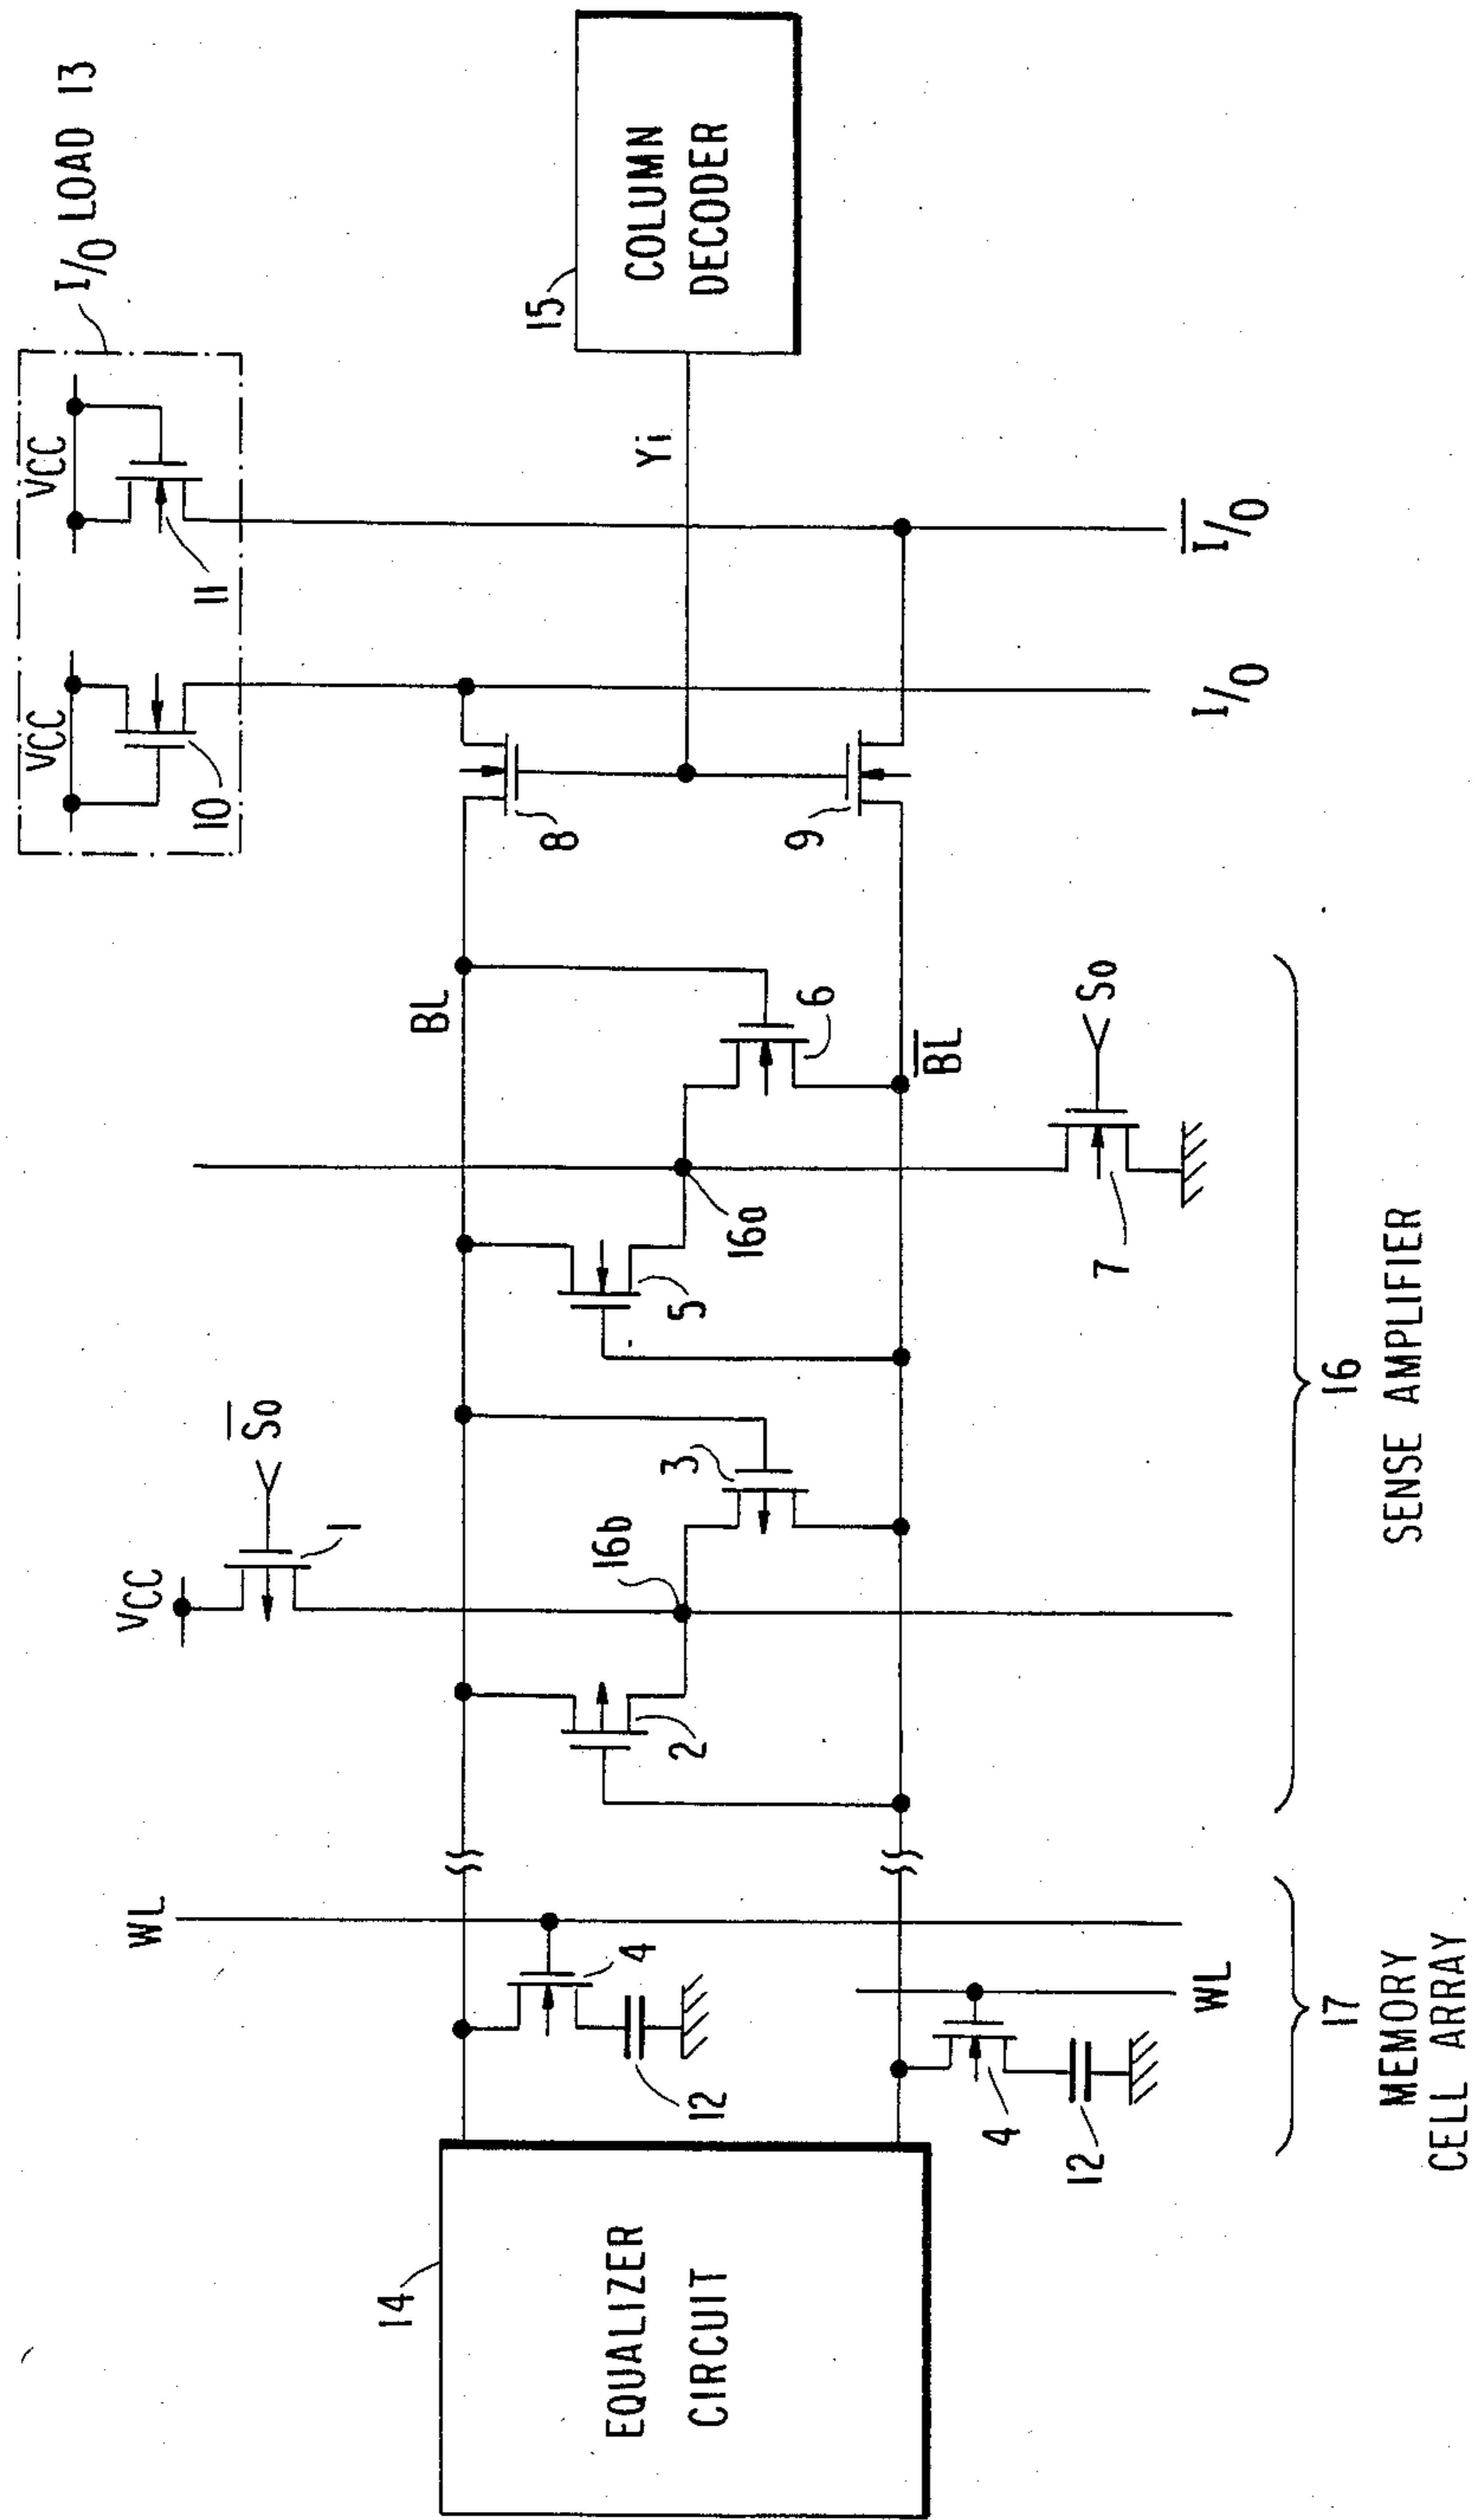 I/O LOAD 13
VCC
VCC
10
11
VCC
1
S̅o̅
WL
BL
8
Yi
15
COLUMN
DECODER
14
EQUALIZER
CIRCUIT
4
12
2
16b
3
5
16a
6
9
B̅L̅
4
12
WL
7
So
I/O
I̅/O
17
MEMORY
CELL ARRAY
16
SENSE AMPLIFIER